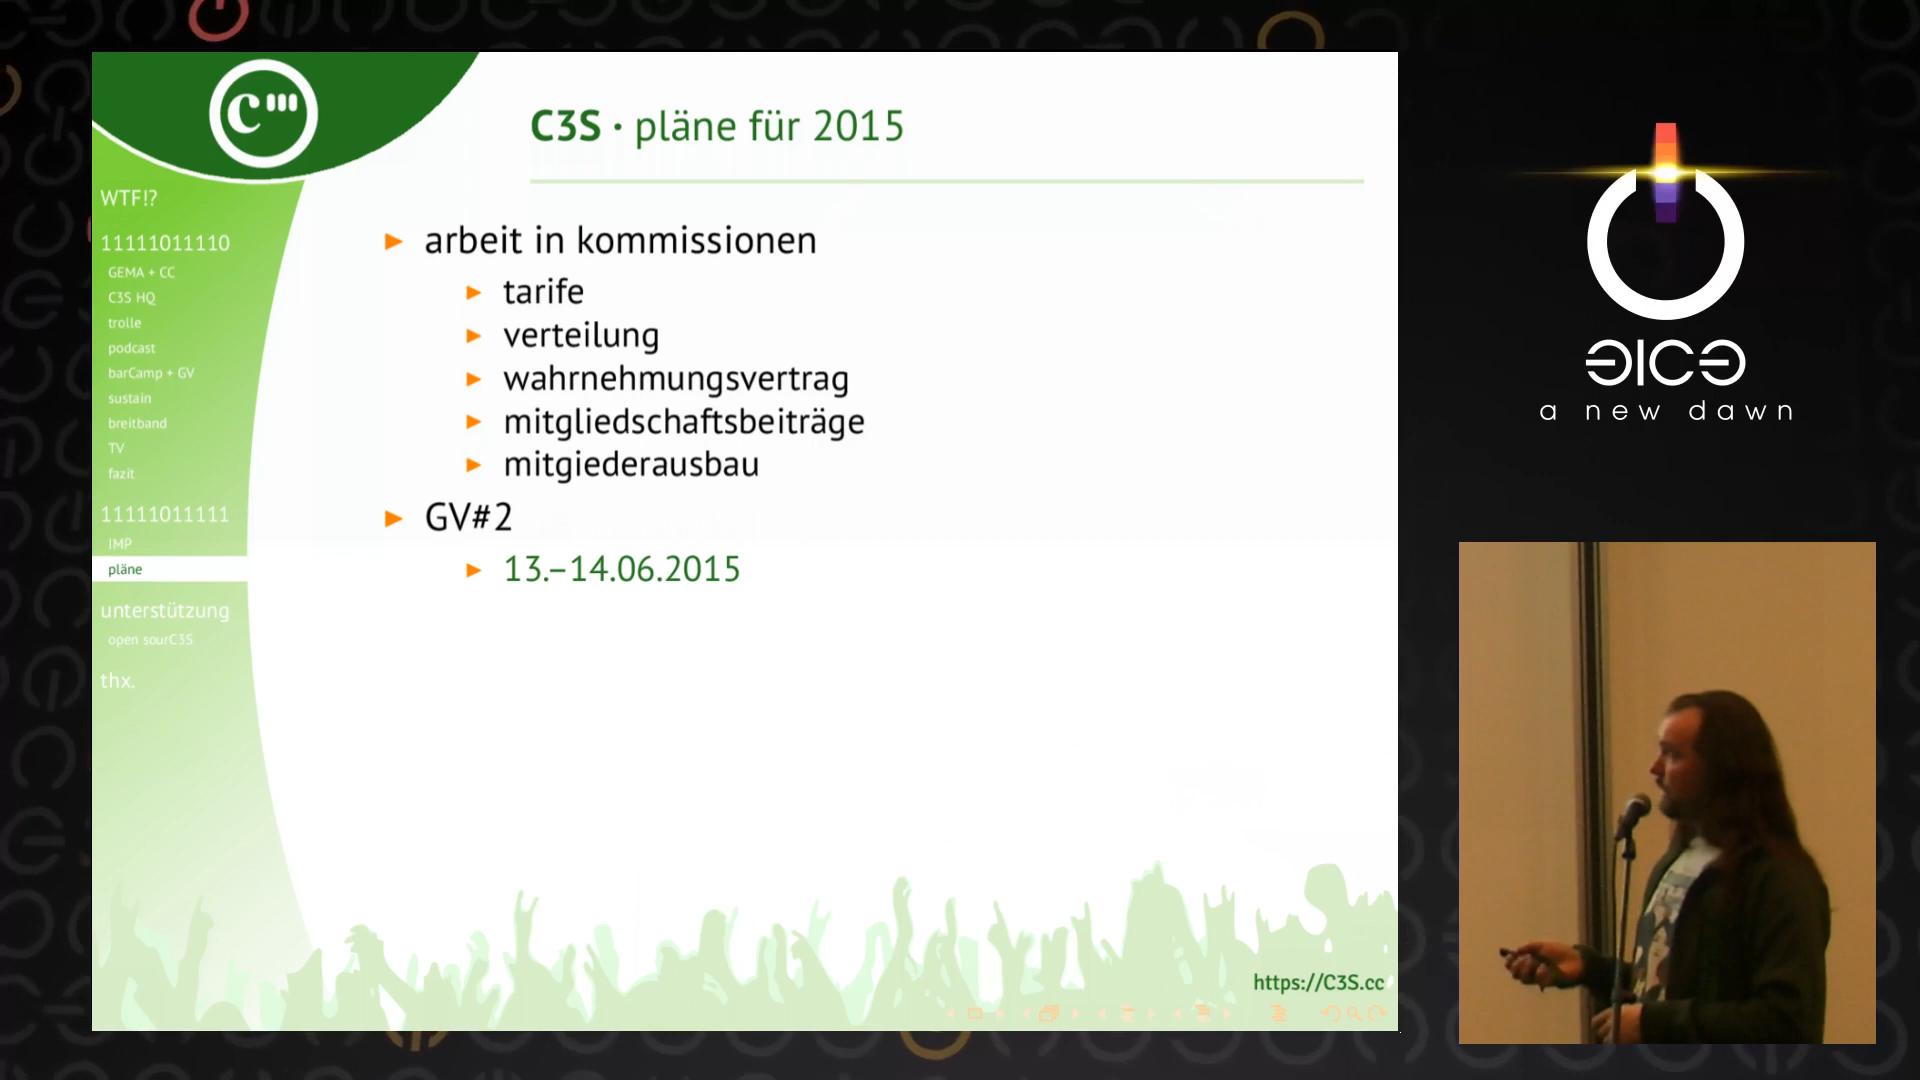 C'''
C3S · pläne für 2015
WTF!?
11111011110
GEMA + CC
C3S HQ
trolle
podcast
barCamp + GV
sustain
breitband
TV
fazit
11111011111
IMP
pläne
unterstützung
open sourC3S
thx.
arbeit in kommissionen
tarife
verteilung
wahrnehmungsvertrag
mitgliedschaftsbeiträge
mitgiederausbau
GV#2
13.–14.06.2015
https://C3S.cc
a new dawn